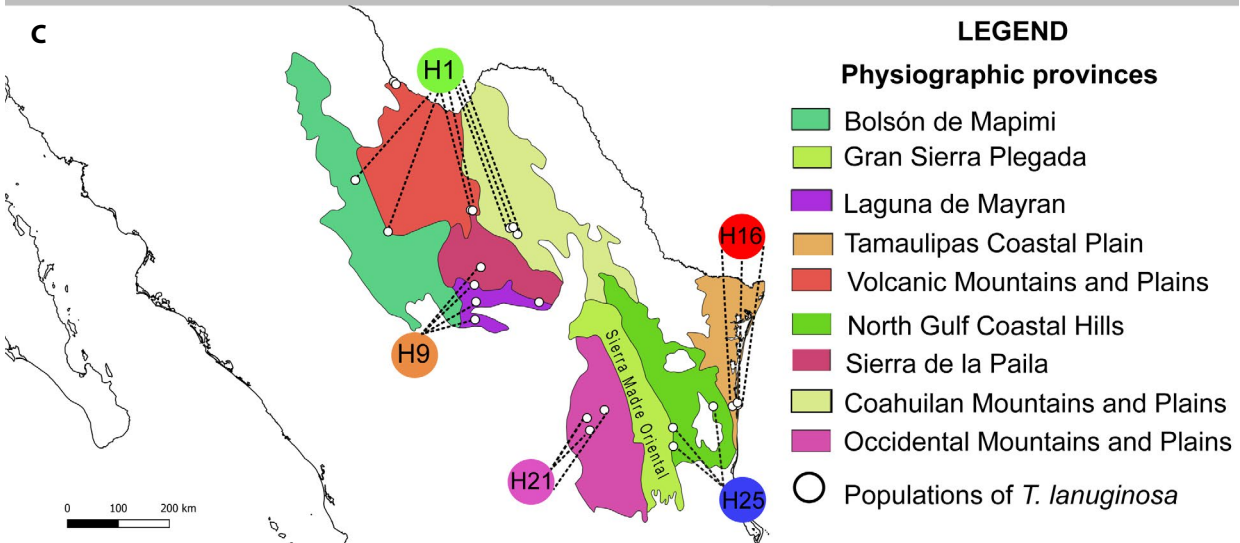 C
H1
H16
H9
Sierra Madre Oriental
H21
H25
0 100 200 km
LEGEND
Physiographic provinces
Bolsón de Mapimi
Gran Sierra Plegada
Laguna de Mayran
Tamaulipas Coastal Plain
Volcanic Mountains and Plains
North Gulf Coastal Hills
Sierra de la Paila
Coahuilan Mountains and Plains
Occidental Mountains and Plains
Populations of T. lanuginosa